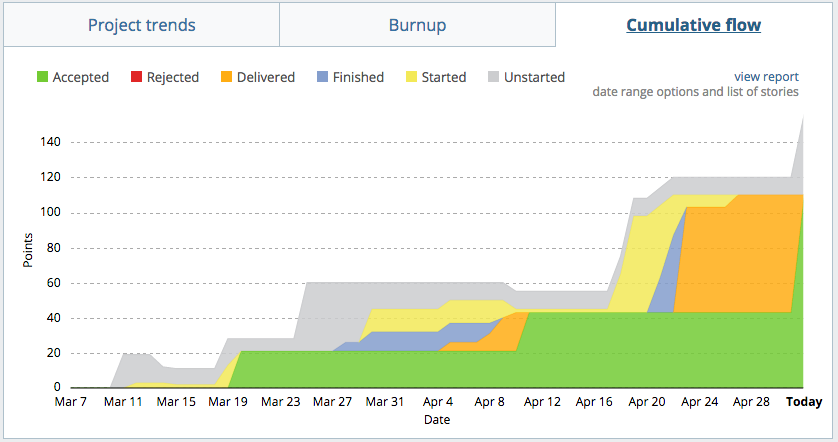 Project trends Burnup Cumulative flow
Accepted Rejected Delivered Finished Started Unstarted view report
date range options and list of stories
140
120
100
80
60
40
20
0
Points
Mar 7 Mar 11 Mar 15 Mar 19 Mar 23 Mar 27 Mar 31 Apr 4 Apr 8 Apr 12 Apr 16 Apr 20 Apr 24 Apr 28 Today
Date